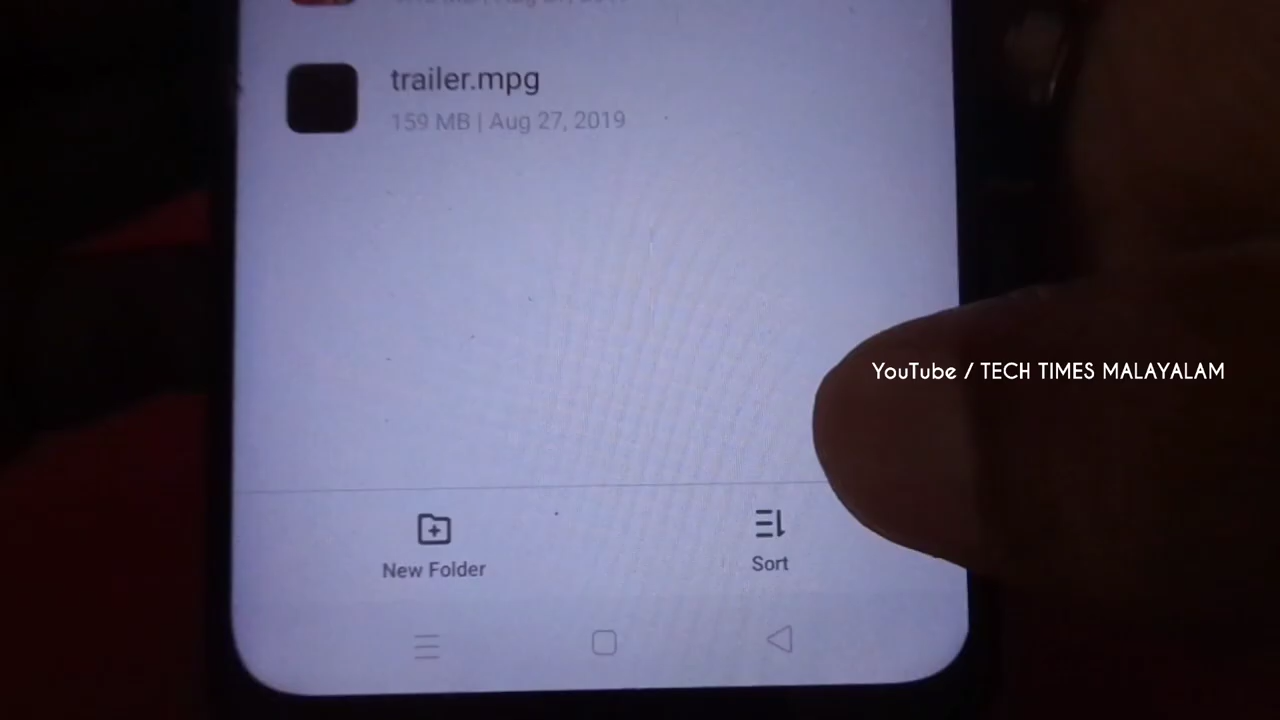 trailer.mpg
159 MB | Aug 27, 2019
YouTube / TECH TIMES MALAYALAM
New Folder
Sort